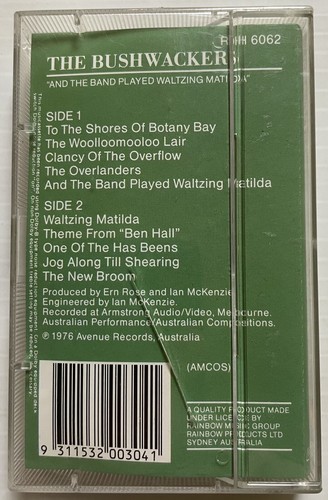 RMH 6062
THE BUSHWACKERS
"AND THE BAND PLAYED WALTZING MATILDA"
SIDE 1
To The Shores Of Botany Bay
The Woolloomooloo Lair
Clancy Of The Overflow
The Overlanders
And The Band Played Waltzing Matilda
SIDE 2
Waltzing Matilda
Theme From “Ben Hall”
One Of The Has Beens
Jog Along Till Shearing
The New Broom
Produced by Ern Rose and Ian McKenzie.
Engineered by Ian McKenzie.
Recorded at Armstrong Audio/Video, Melbourne.
Australian Performance/Australian Compositions.
℗ 1976 Avenue Records, Australia
(AMCOS)
A QUALITY PRODUCT MADE
UNDER LICENCE BY
RAINBOW MUSIC GROUP
RAINBOW PRODUCTS LTD
SYDNEY AUSTRALIA
9 311532 003041